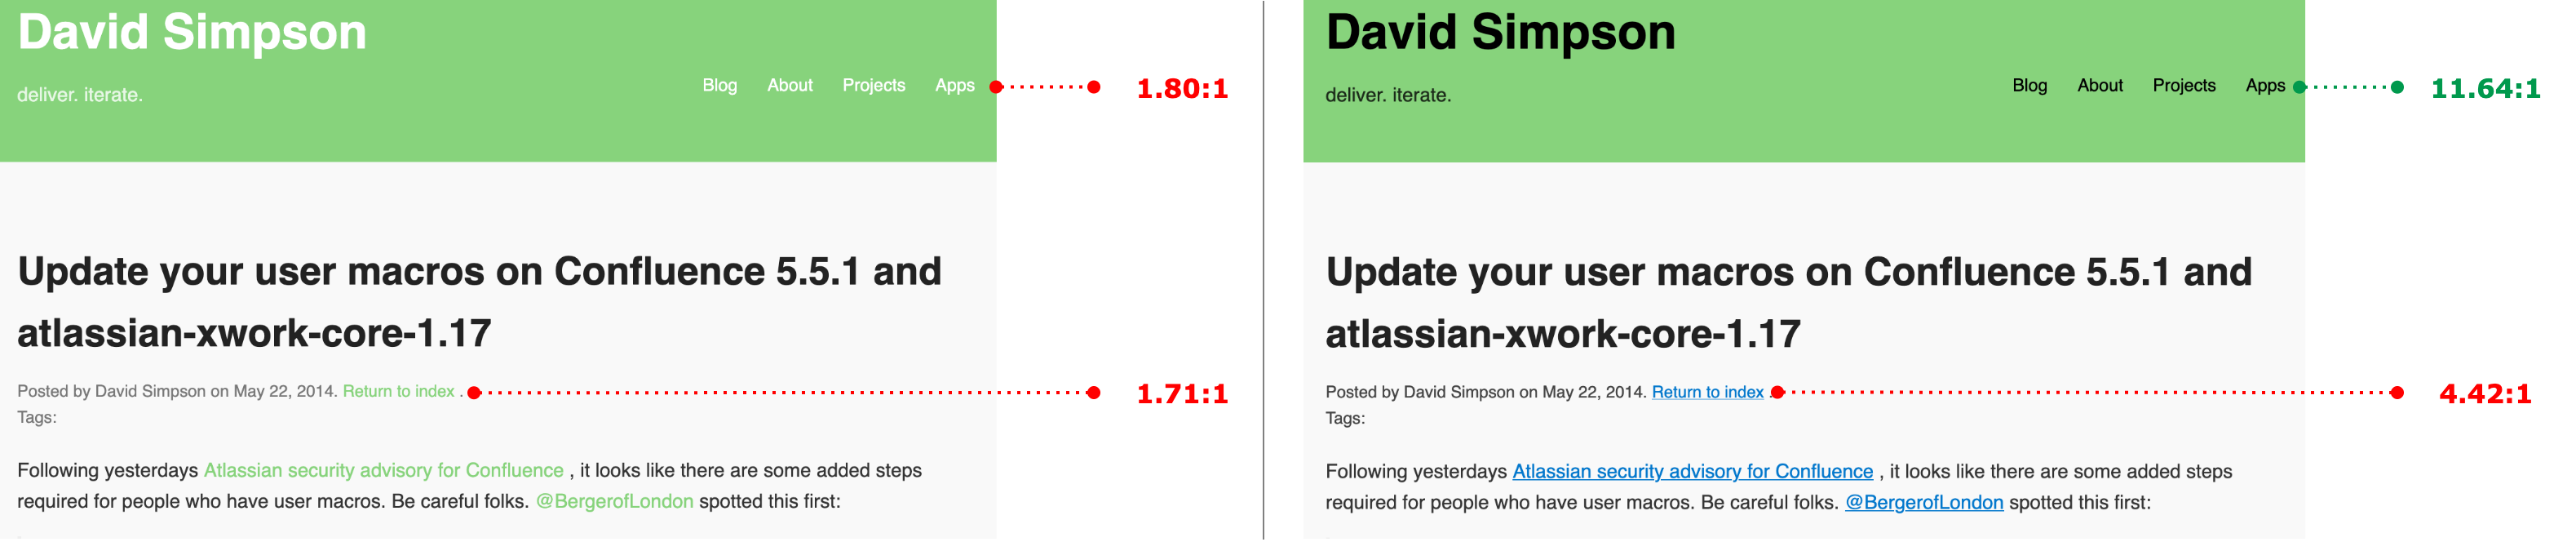 David Simpson
deliver. iterate.
Blog About Projects Apps
1.80:1
Update your user macros on Confluence 5.5.1 and
atlassian-xwork-core-1.17
Posted by David Simpson on May 22, 2014. Return to index .
1.71:1
Tags:
Following yesterdays Atlassian security advisory for Confluence , it looks like there are some added steps
required for people who have user macros. Be careful folks. @BergerofLondon spotted this first:
David Simpson
deliver. iterate.
Blog About Projects Apps
11.64:1
Update your user macros on Confluence 5.5.1 and
atlassian-xwork-core-1.17
Posted by David Simpson on May 22, 2014. Return to index .
4.42:1
Tags:
Following yesterdays Atlassian security advisory for Confluence , it looks like there are some added steps
required for people who have user macros. Be careful folks. @BergerofLondon spotted this first: